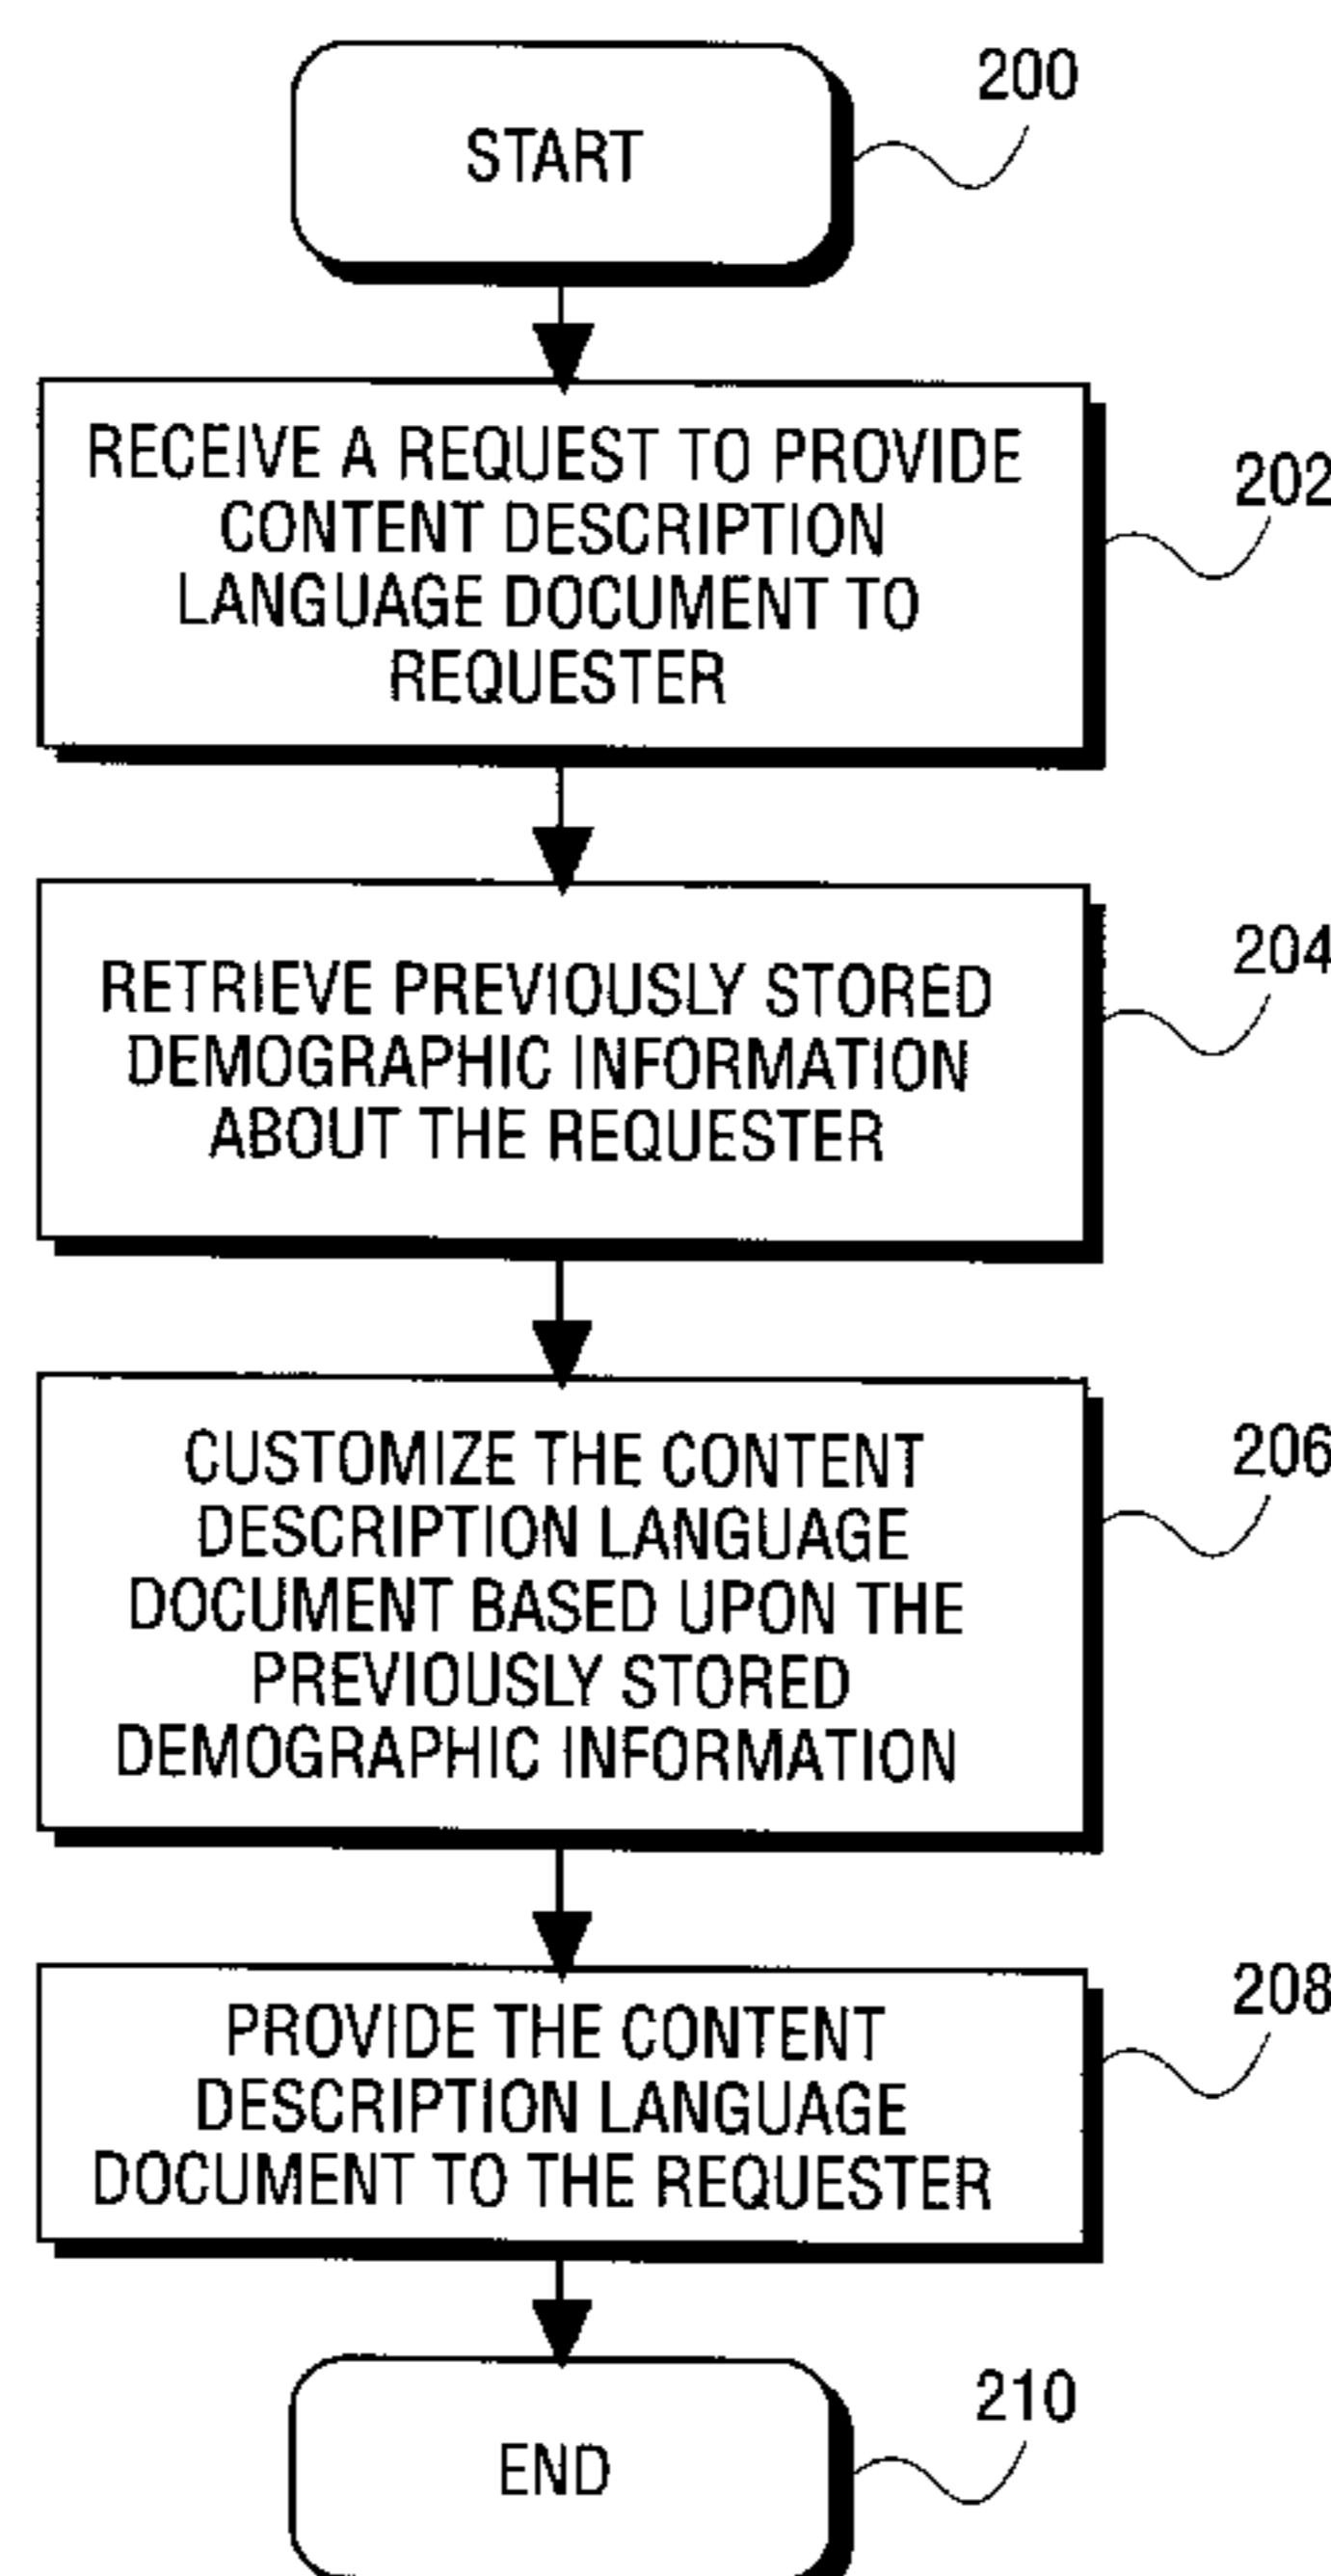 START
200
RECEIVE A REQUEST TO PROVIDE
CONTENT DESCRIPTION
LANGUAGE DOCUMENT TO
REQUESTER
202
RETRIEVE PREVIOUSLY STORED
DEMOGRAPHIC INFORMATION
ABOUT THE REQUESTER
204
CUSTOMIZE THE CONTENT
DESCRIPTION LANGUAGE
DOCUMENT BASED UPON THE
PREVIOUSLY STORED
DEMOGRAPHIC INFORMATION
206
PROVIDE THE CONTENT
DESCRIPTION LANGUAGE
DOCUMENT TO THE REQUESTER
208
END
210